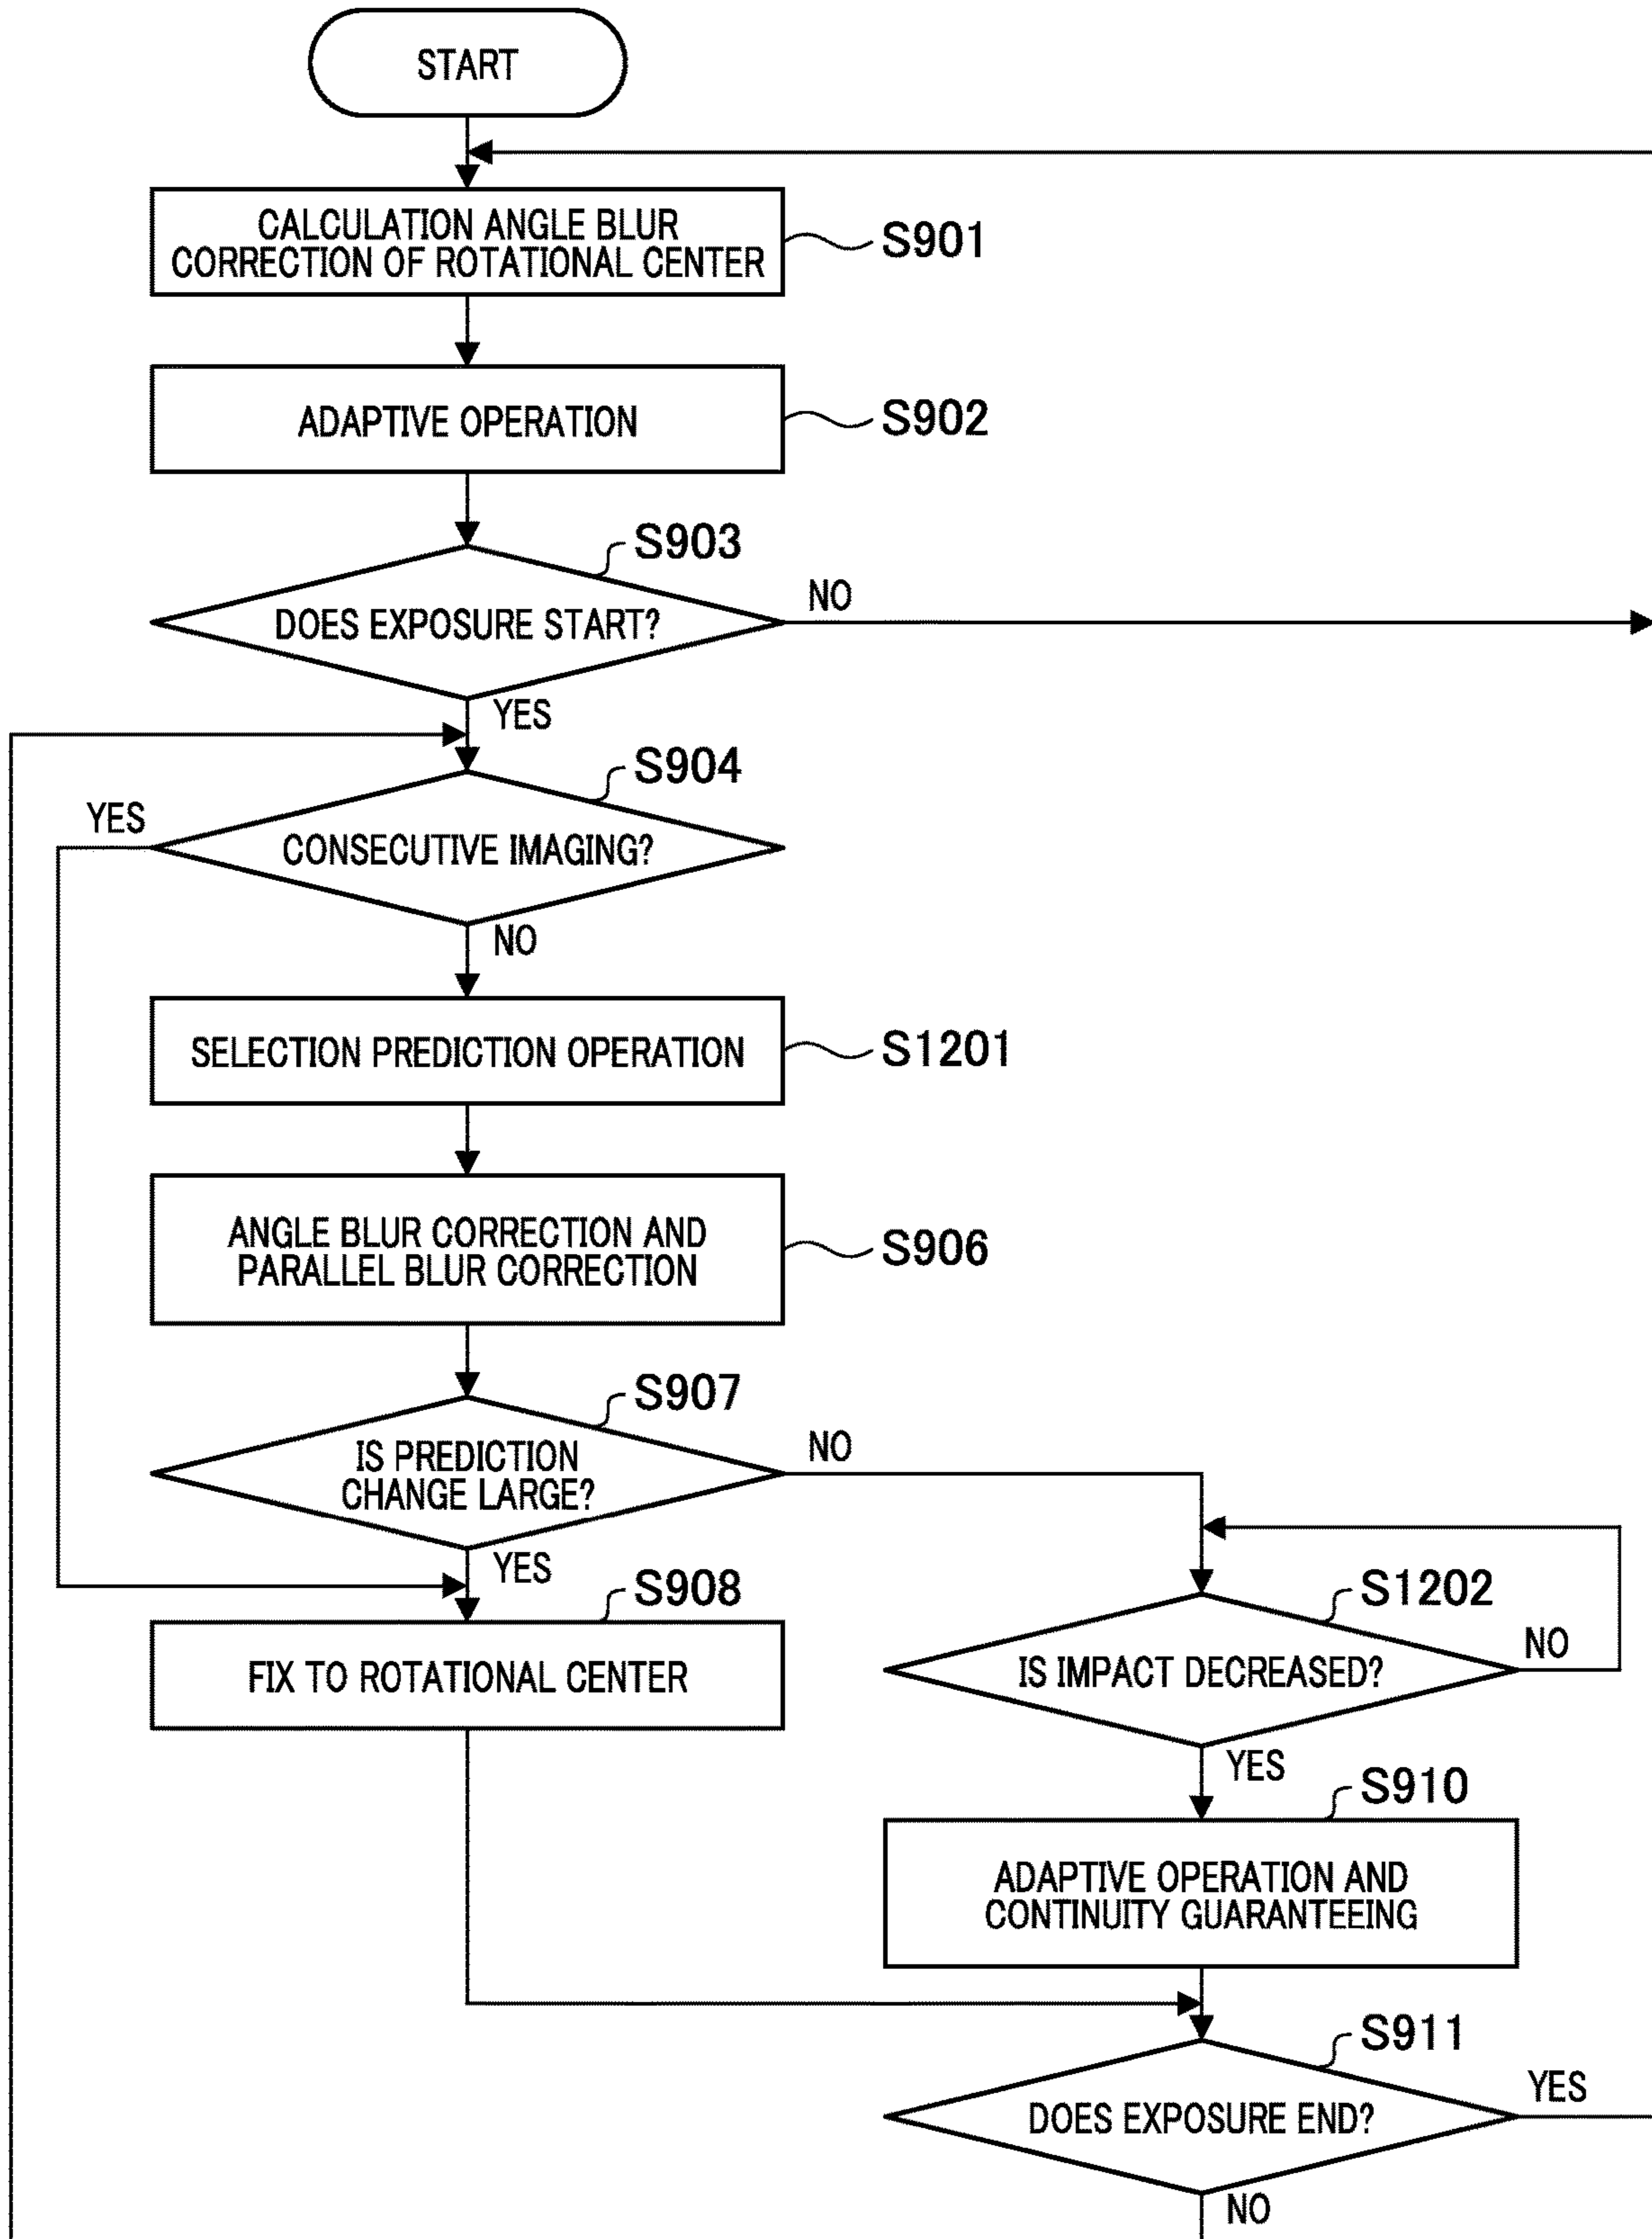 START
CALCULATION ANGLE BLUR
CORRECTION OF ROTATIONAL CENTER
S901
ADAPTIVE OPERATION
S902
S903
DOES EXPOSURE START?
NO
YES
S904
YES
CONSECUTIVE IMAGING?
NO
SELECTION PREDICTION OPERATION
S1201
ANGLE BLUR CORRECTION AND
PARALLEL BLUR CORRECTION
S906
S907
IS PREDICTION
CHANGE LARGE?
NO
YES
S908
FIX TO ROTATIONAL CENTER
S1202
IS IMPACT DECREASED?
NO
YES
S910
ADAPTIVE OPERATION AND
CONTINUITY GUARANTEEING
S911
DOES EXPOSURE END?
YES
NO